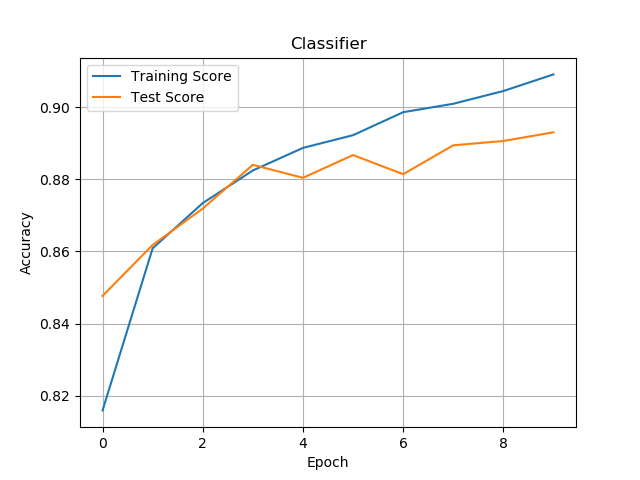 Classifier
Training Score
Test Score
0.90
0.88
0.86
0.84
0.82
Accuracy
0 2 4 6 8
Epoch